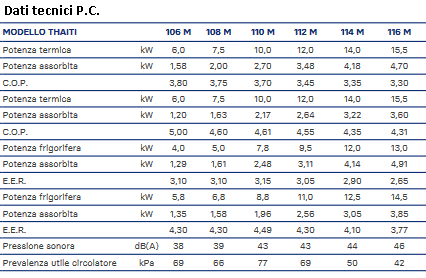 Dati tecnici P.C.
MODELLO THAITI 106 M 108 M 110 M 112 M 114 M 116 M
Potenza termica kW 6,0 7,5 10,0 12,0 14,0 15,5
Potenza assorbita kW 1,58 2,00 2,70 3,48 4,18 4,70
C.O.P. 3,80 3,75 3,70 3,45 3,35 3,30
Potenza termica kW 6,0 7,5 10,0 12,0 14,0 15,5
Potenza assorbita kW 1,20 1,63 2,17 2,64 3,22 3,60
C.O.P. 5,00 4,60 4,61 4,55 4,35 4,31
Potenza frigorifera kW 4,0 5,0 7,8 9,5 12,0 13,0
Potenza assorbita kW 1,29 1,61 2,48 3,11 4,14 4,91
E.E.R. 3,10 3,10 3,15 3,05 2,90 2,65
Potenza frigorifera kW 5,8 6,8 8,8 11,0 12,5 14,5
Potenza assorbita kW 1,35 1,58 1,96 2,56 3,05 3,85
E.E.R. 4,30 4,30 4,49 4,30 4,10 3,77
Pressione sonora dB(A) 38 39 43 43 44 46
Prevalenza utile circolatore kPa 69 66 77 69 50 42